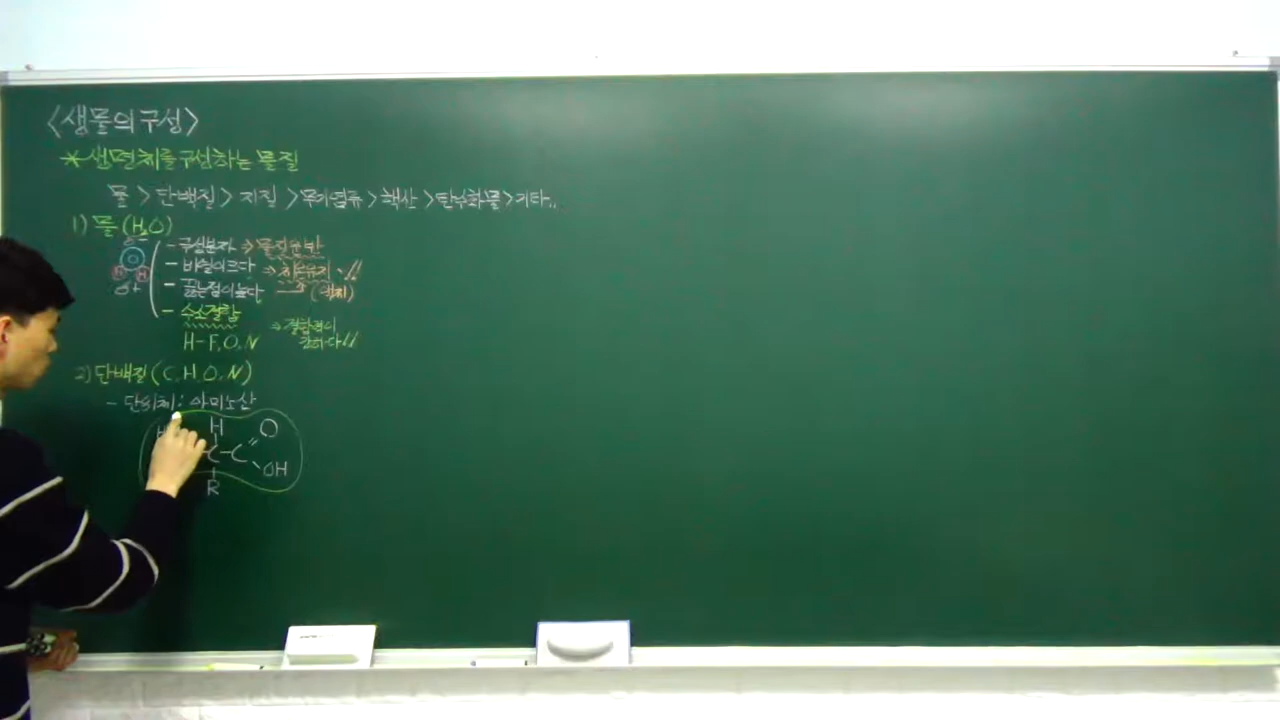 <생물의 구성>
*생명체를 구성하는 물질
물 > 단백질 > 지질 > 무기염류 > 핵산 > 탄수화물 > 기타..
1) 물 (H₂O)
δ-
O
H H
δ+
- 극성분자 ⇒ 물질운반
- 비열이 크다 ⇒ 체온유지 !!
- 끓는점이 높다 → (액체)
- 수소결합 ⇒ 결합력이 강하다!!
H-F, O, N
2) 단백질 (C, H, O, N)
- 단위체 : 아미노산
H H O
C-C
OH
R